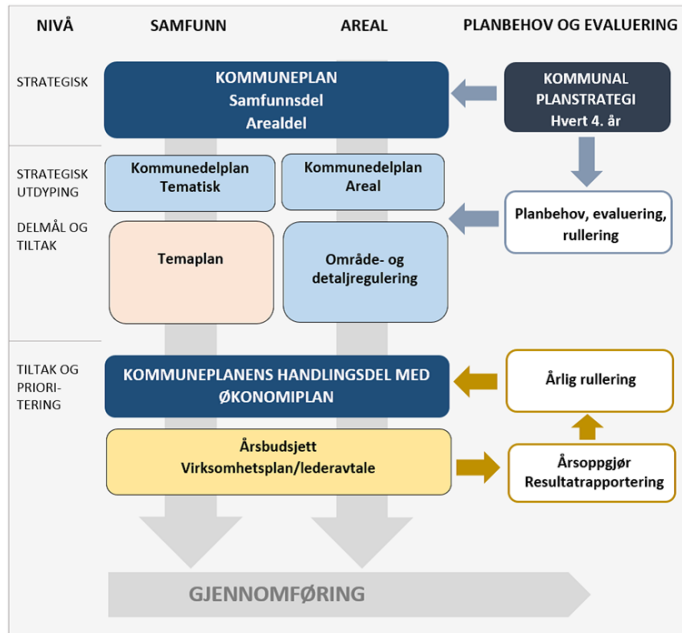 NIVÅ
SAMFUNN
AREAL
PLANBEHOV OG EVALUERING
STRATEGISK
KOMMUNEPLAN
Samfunnsdel
Arealdel
KOMMUNAL
PLANSTRATEGI
Hvert 4. år
STRATEGISK
UTDYPING
Kommunedelplan
Tematisk
Kommunedelplan
Areal
Planbehov, evaluering,
rullering
DELMÅL OG
TILTAK
Temaplan
Område- og
detaljregulering
TILTAK OG
PRIORI-
TERING
KOMMUNEPLANENS HANDLINGSDEL MED
ØKONOMIPLAN
Årlig rullering
Årsbudsjett
Virksomhetsplan/lederavtale
Årsoppgjør
Resultatrapportering
GJENNOMFØRING